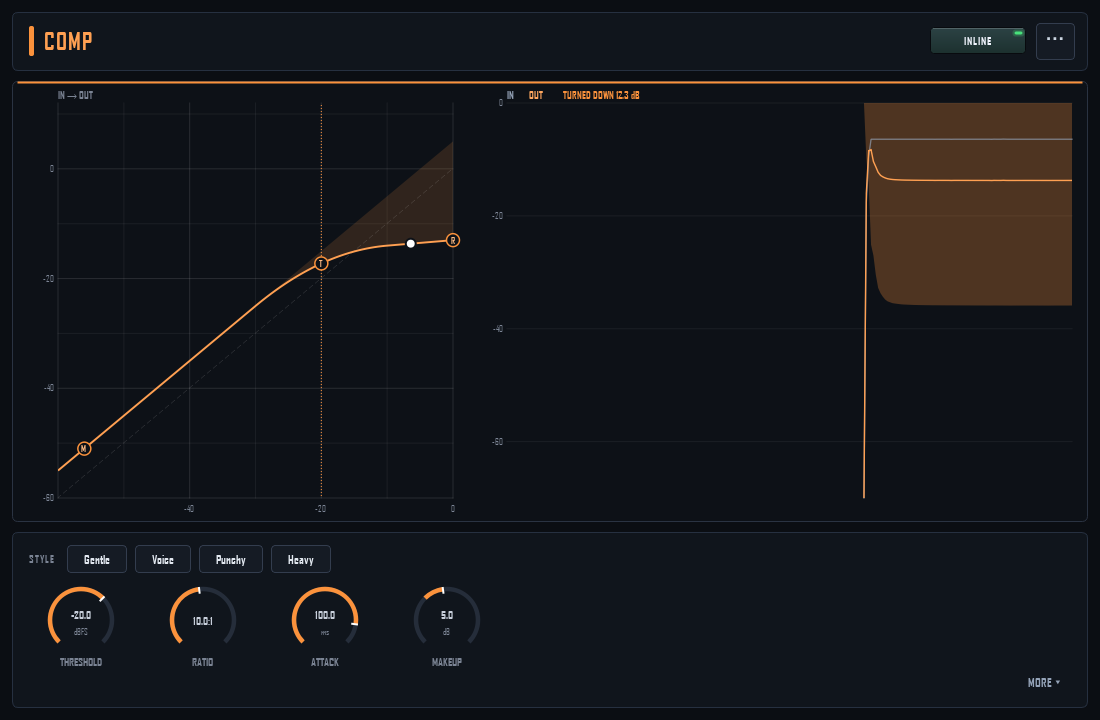 COMP
INLINE
...
IN → OUT
IN OUT TURNED DOWN 12.3 dB
0
-20
-40
-60
-40
-20
0
M
T
R
0
-20
-40
-60
STYLE Gentle Voice Punchy Heavy
-20.0
dBFS
THRESHOLD
10.0:1
RATIO
100.0
ms
ATTACK
5.0
dB
MAKEUP
MORE ▾